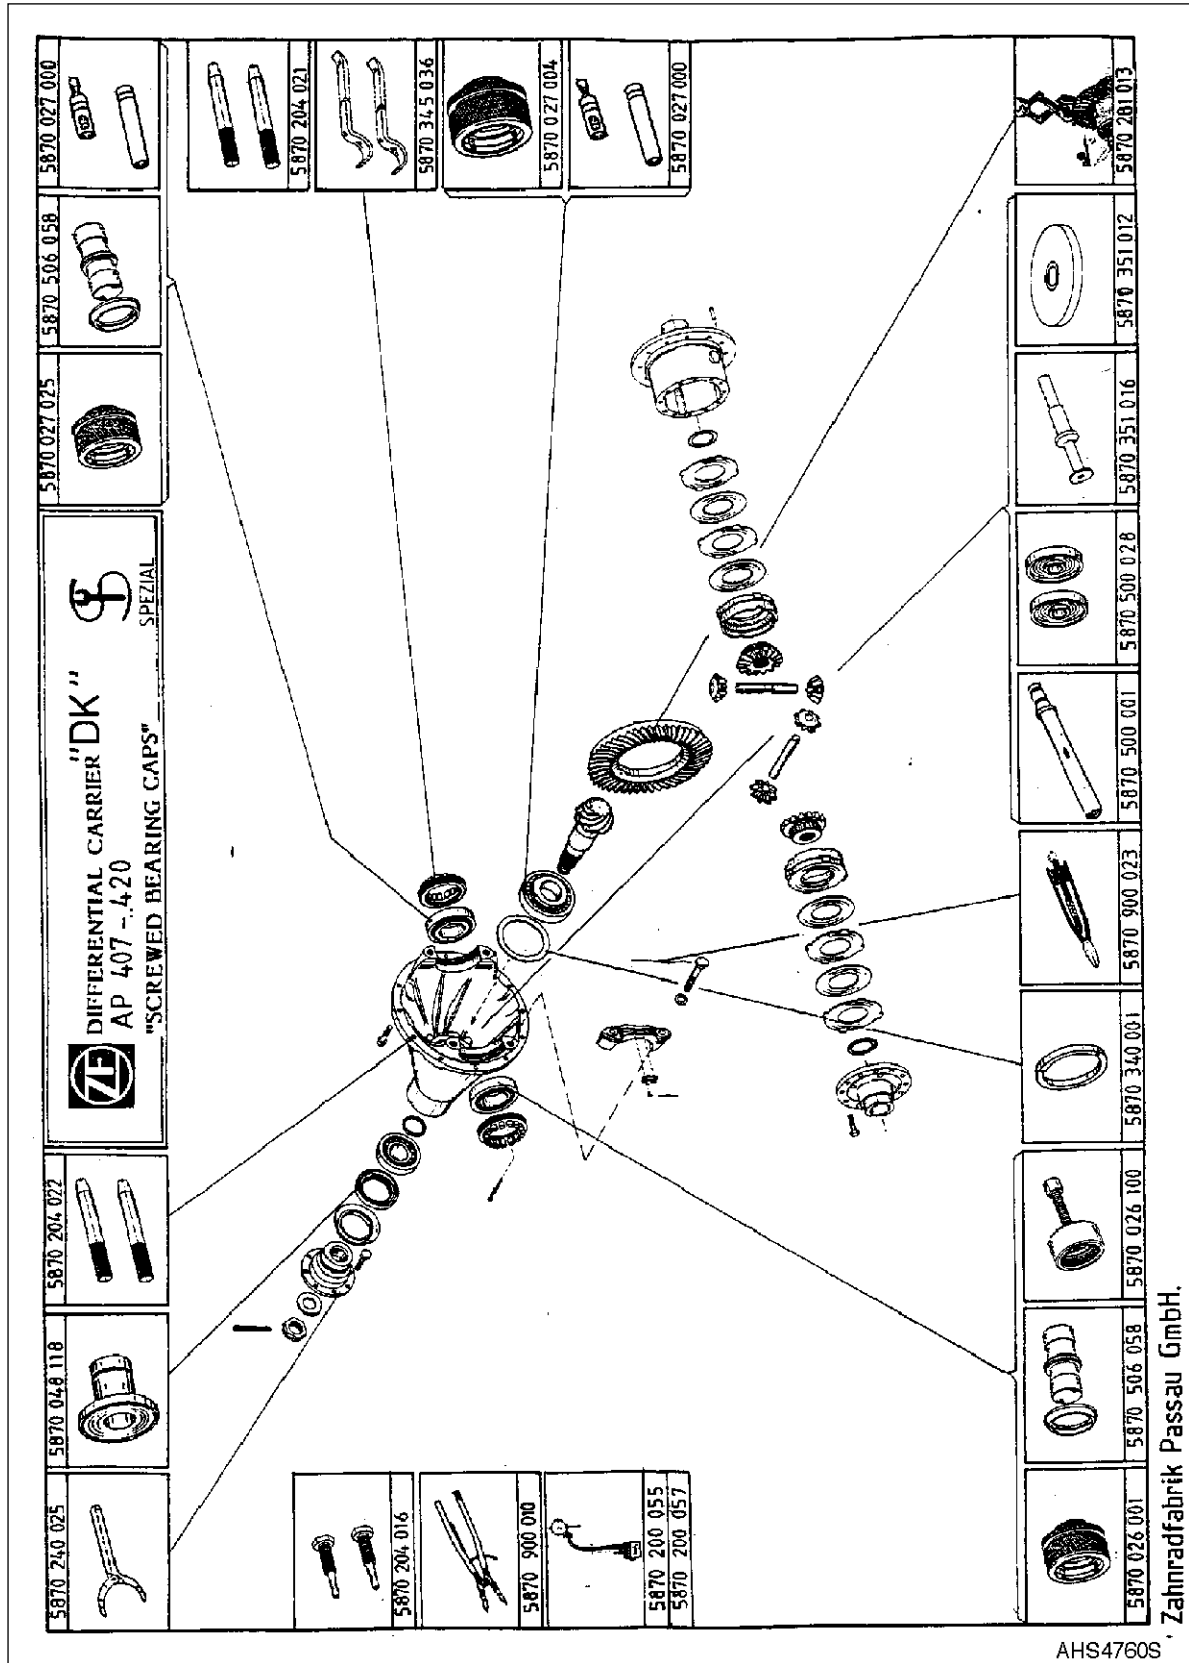 ZF
DIFFERENTIAL CARRIER "DK"
AP 407 - 420
"SCREWED BEARING CAPS"
SPEZIAL
5870 240 025
5870 048 118
5870 204 022
5870 027 025
5870 506 058
5870 027 000
5870 204 021
5870 345 036
5870 027 004
5870 027 000
5870 204 016
5870 900 010
5870 200 055
5870 200 057
5870 026 001
5870 506 058
5870 026 100
5870 340 001
5870 900 023
5870 500 001
5870 500 028
5870 351 016
5870 351 012
5870 281 013
Zahnradfabrik Passau GmbH.
AHS4760S